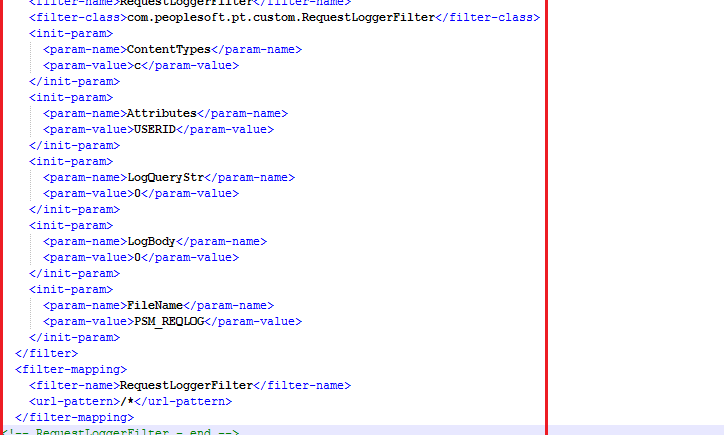 <filter-name>RequestLoggerFilter</filter-name>
<filter-class>com.peoplesoft.pt.custom.RequestLoggerFilter</filter-class>
<init-param>
<param-name>ContentTypes</param-name>
<param-value>c</param-value>
</init-param>
<init-param>
<param-name>Attributes</param-name>
<param-value>USERID</param-value>
</init-param>
<init-param>
<param-name>LogQueryStr</param-name>
<param-value>0</param-value>
</init-param>
<init-param>
<param-name>LogBody</param-name>
<param-value>0</param-value>
</init-param>
<init-param>
<param-name>FileName</param-name>
<param-value>PSM_REQLOG</param-value>
</init-param>
</filter>
<filter-mapping>
<filter-name>RequestLoggerFilter</filter-name>
<url-pattern>/*</url-pattern>
</filter-mapping>
<!-- RequestLoggerFilter - end -->